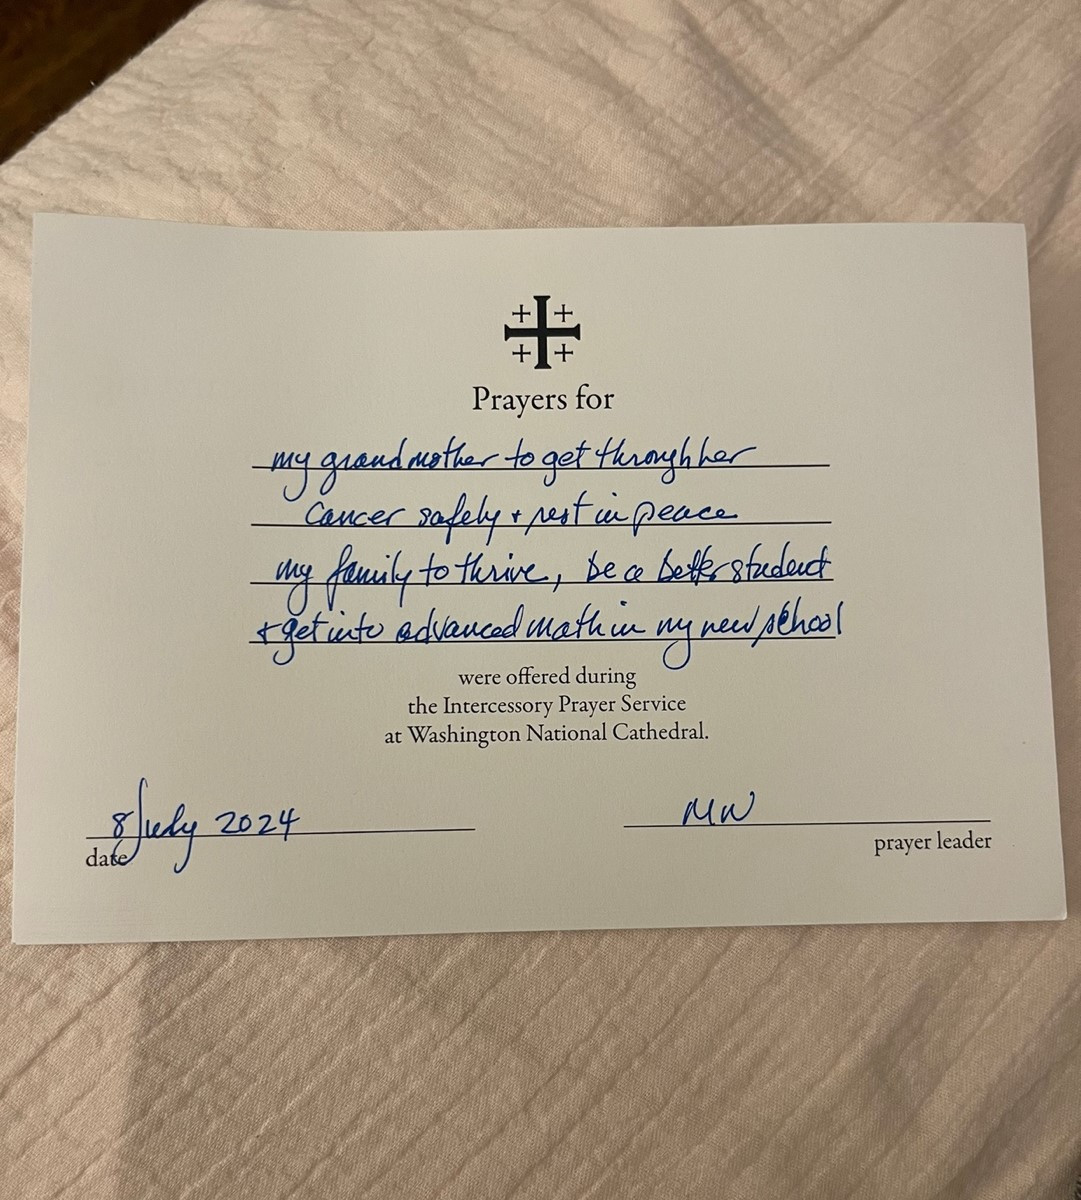 Prayers for
my grandmother to get through her
cancer safely + rest in peace
my family to thrive, be a better student
+ get into advanced math in my new school
were offered during
the Intercessory Prayer Service
at Washington National Cathedral.
8 July 2024
date
MW
prayer leader